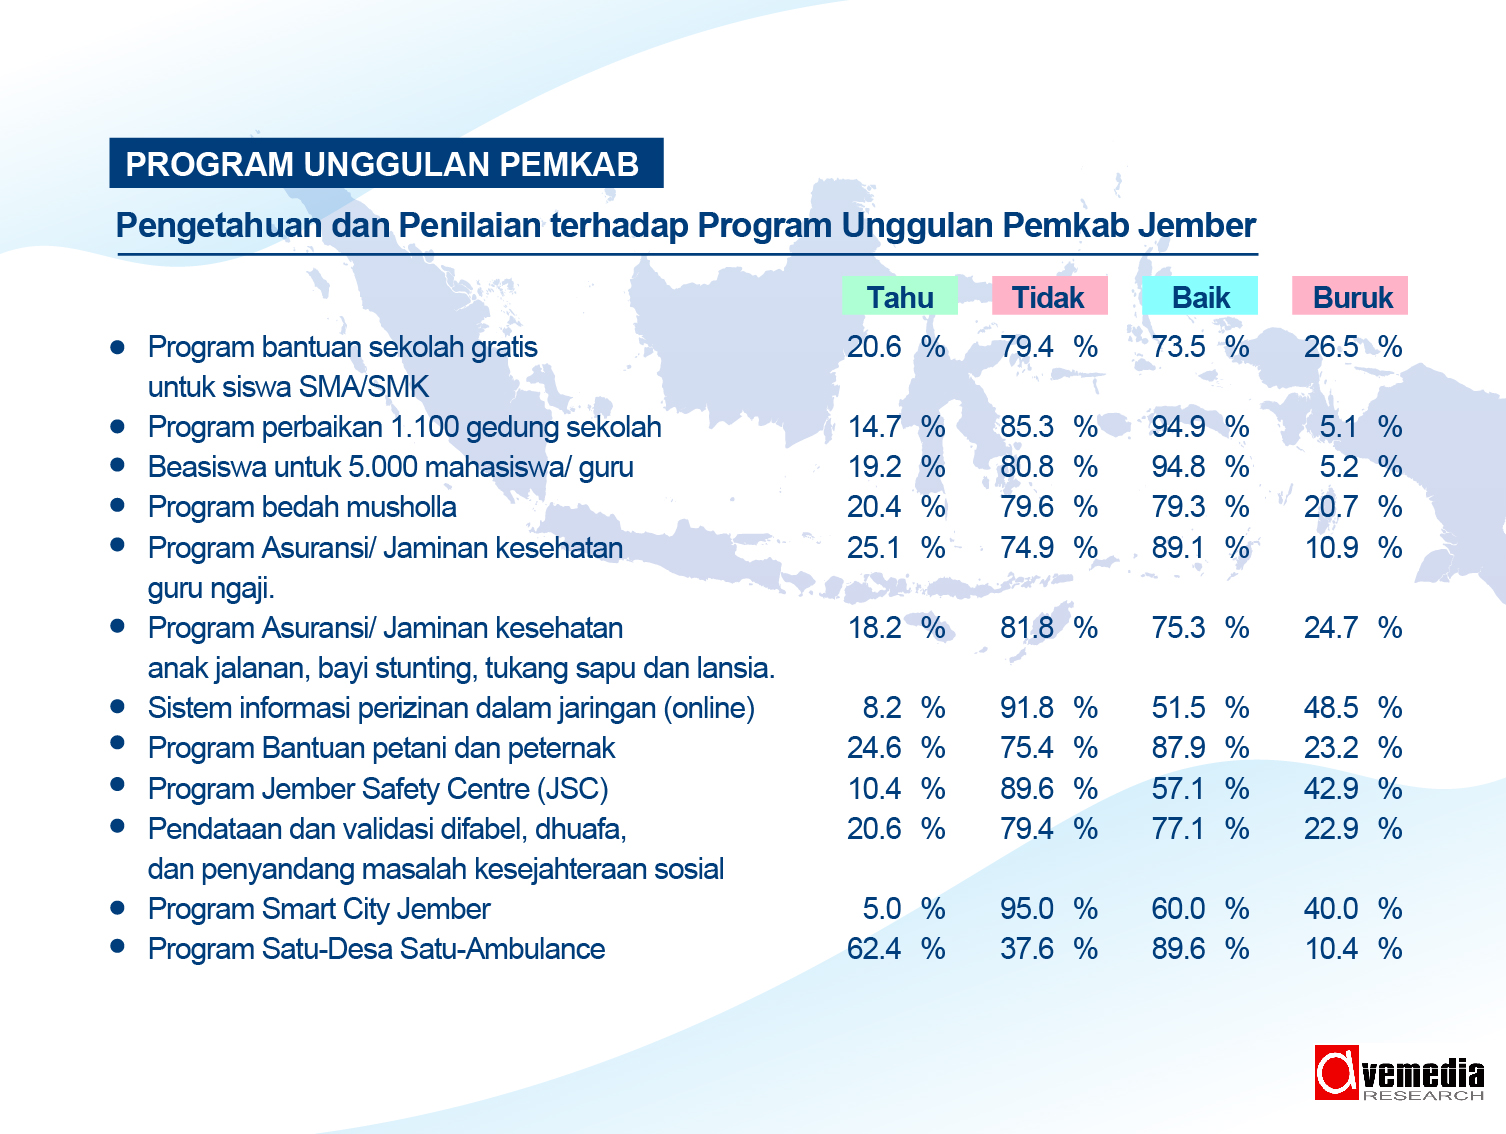 PROGRAM UNGGULAN PEMKAB
Pengetahuan dan Penilaian terhadap Program Unggulan Pemkab Jember
Tahu Tidak Baik Buruk
● Program bantuan sekolah gratis 20.6 % 79.4 % 73.5 % 26.5 %
untuk siswa SMA/SMK
● Program perbaikan 1.100 gedung sekolah 14.7 % 85.3 % 94.9 % 5.1 %
● Beasiswa untuk 5.000 mahasiswa/ guru 19.2 % 80.8 % 94.8 % 5.2 %
● Program bedah musholla 20.4 % 79.6 % 79.3 % 20.7 %
● Program Asuransi/ Jaminan kesehatan 25.1 % 74.9 % 89.1 % 10.9 %
guru ngaji.
● Program Asuransi/ Jaminan kesehatan 18.2 % 81.8 % 75.3 % 24.7 %
anak jalanan, bayi stunting, tukang sapu dan lansia.
● Sistem informasi perizinan dalam jaringan (online) 8.2 % 91.8 % 51.5 % 48.5 %
● Program Bantuan petani dan peternak 24.6 % 75.4 % 87.9 % 23.2 %
● Program Jember Safety Centre (JSC) 10.4 % 89.6 % 57.1 % 42.9 %
● Pendataan dan validasi difabel, dhuafa, 20.6 % 79.4 % 77.1 % 22.9 %
dan penyandang masalah kesejahteraan sosial
● Program Smart City Jember 5.0 % 95.0 % 60.0 % 40.0 %
● Program Satu-Desa Satu-Ambulance 62.4 % 37.6 % 89.6 % 10.4 %
avemedia
RESEARCH